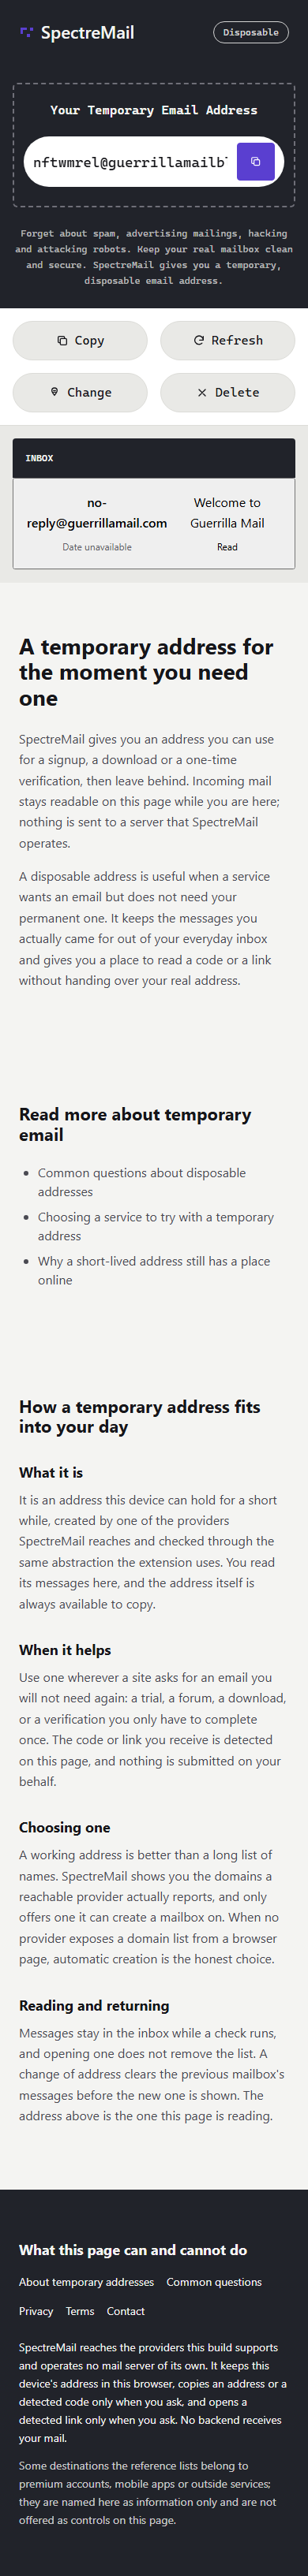 SpectreMail
Disposable
Your Temporary Email Address
nftwmrel@guerrillamailb
Forget about spam, advertising mailings, hacking
and attacking robots. Keep your real mailbox clean
and secure. SpectreMail gives you a temporary,
disposable email address.
Copy
Refresh
Change
Delete
INBOX
no-
reply@guerrillamail.com
Date unavailable
Welcome to
Guerrilla Mail
Read
A temporary address for
the moment you need
one
SpectreMail gives you an address you can use
for a signup, a download or a one-time
verification, then leave behind. Incoming mail
stays readable on this page while you are here;
nothing is sent to a server that SpectreMail
operates.
A disposable address is useful when a service
wants an email but does not need your
permanent one. It keeps the messages you
actually came for out of your everyday inbox
and gives you a place to read a code or a link
without handing over your real address.
Read more about temporary
email
Common questions about disposable
addresses
Choosing a service to try with a temporary
address
Why a short-lived address still has a place
online
How a temporary address fits
into your day
What it is
It is an address this device can hold for a short
while, created by one of the providers
SpectreMail reaches and checked through the
same abstraction the extension uses. You read
its messages here, and the address itself is
always available to copy.
When it helps
Use one wherever a site asks for an email you
will not need again: a trial, a forum, a download,
or a verification you only have to complete
once. The code or link you receive is detected
on this page, and nothing is submitted on your
behalf.
Choosing one
A working address is better than a long list of
names. SpectreMail shows you the domains a
reachable provider actually reports, and only
offers one it can create a mailbox on. When no
provider exposes a domain list from a browser
page, automatic creation is the honest choice.
Reading and returning
Messages stay in the inbox while a check runs,
and opening one does not remove the list. A
change of address clears the previous mailbox's
messages before the new one is shown. The
address above is the one this page is reading.
What this page can and cannot do
About temporary addresses Common questions
Privacy Terms Contact
SpectreMail reaches the providers this build supports
and operates no mail server of its own. It keeps this
device's address in this browser, copies an address or a
detected code only when you ask, and opens a
detected link only when you ask. No backend receives
your mail.
Some destinations the reference lists belong to
premium accounts, mobile apps or outside services;
they are named here as information only and are not
offered as controls on this page.